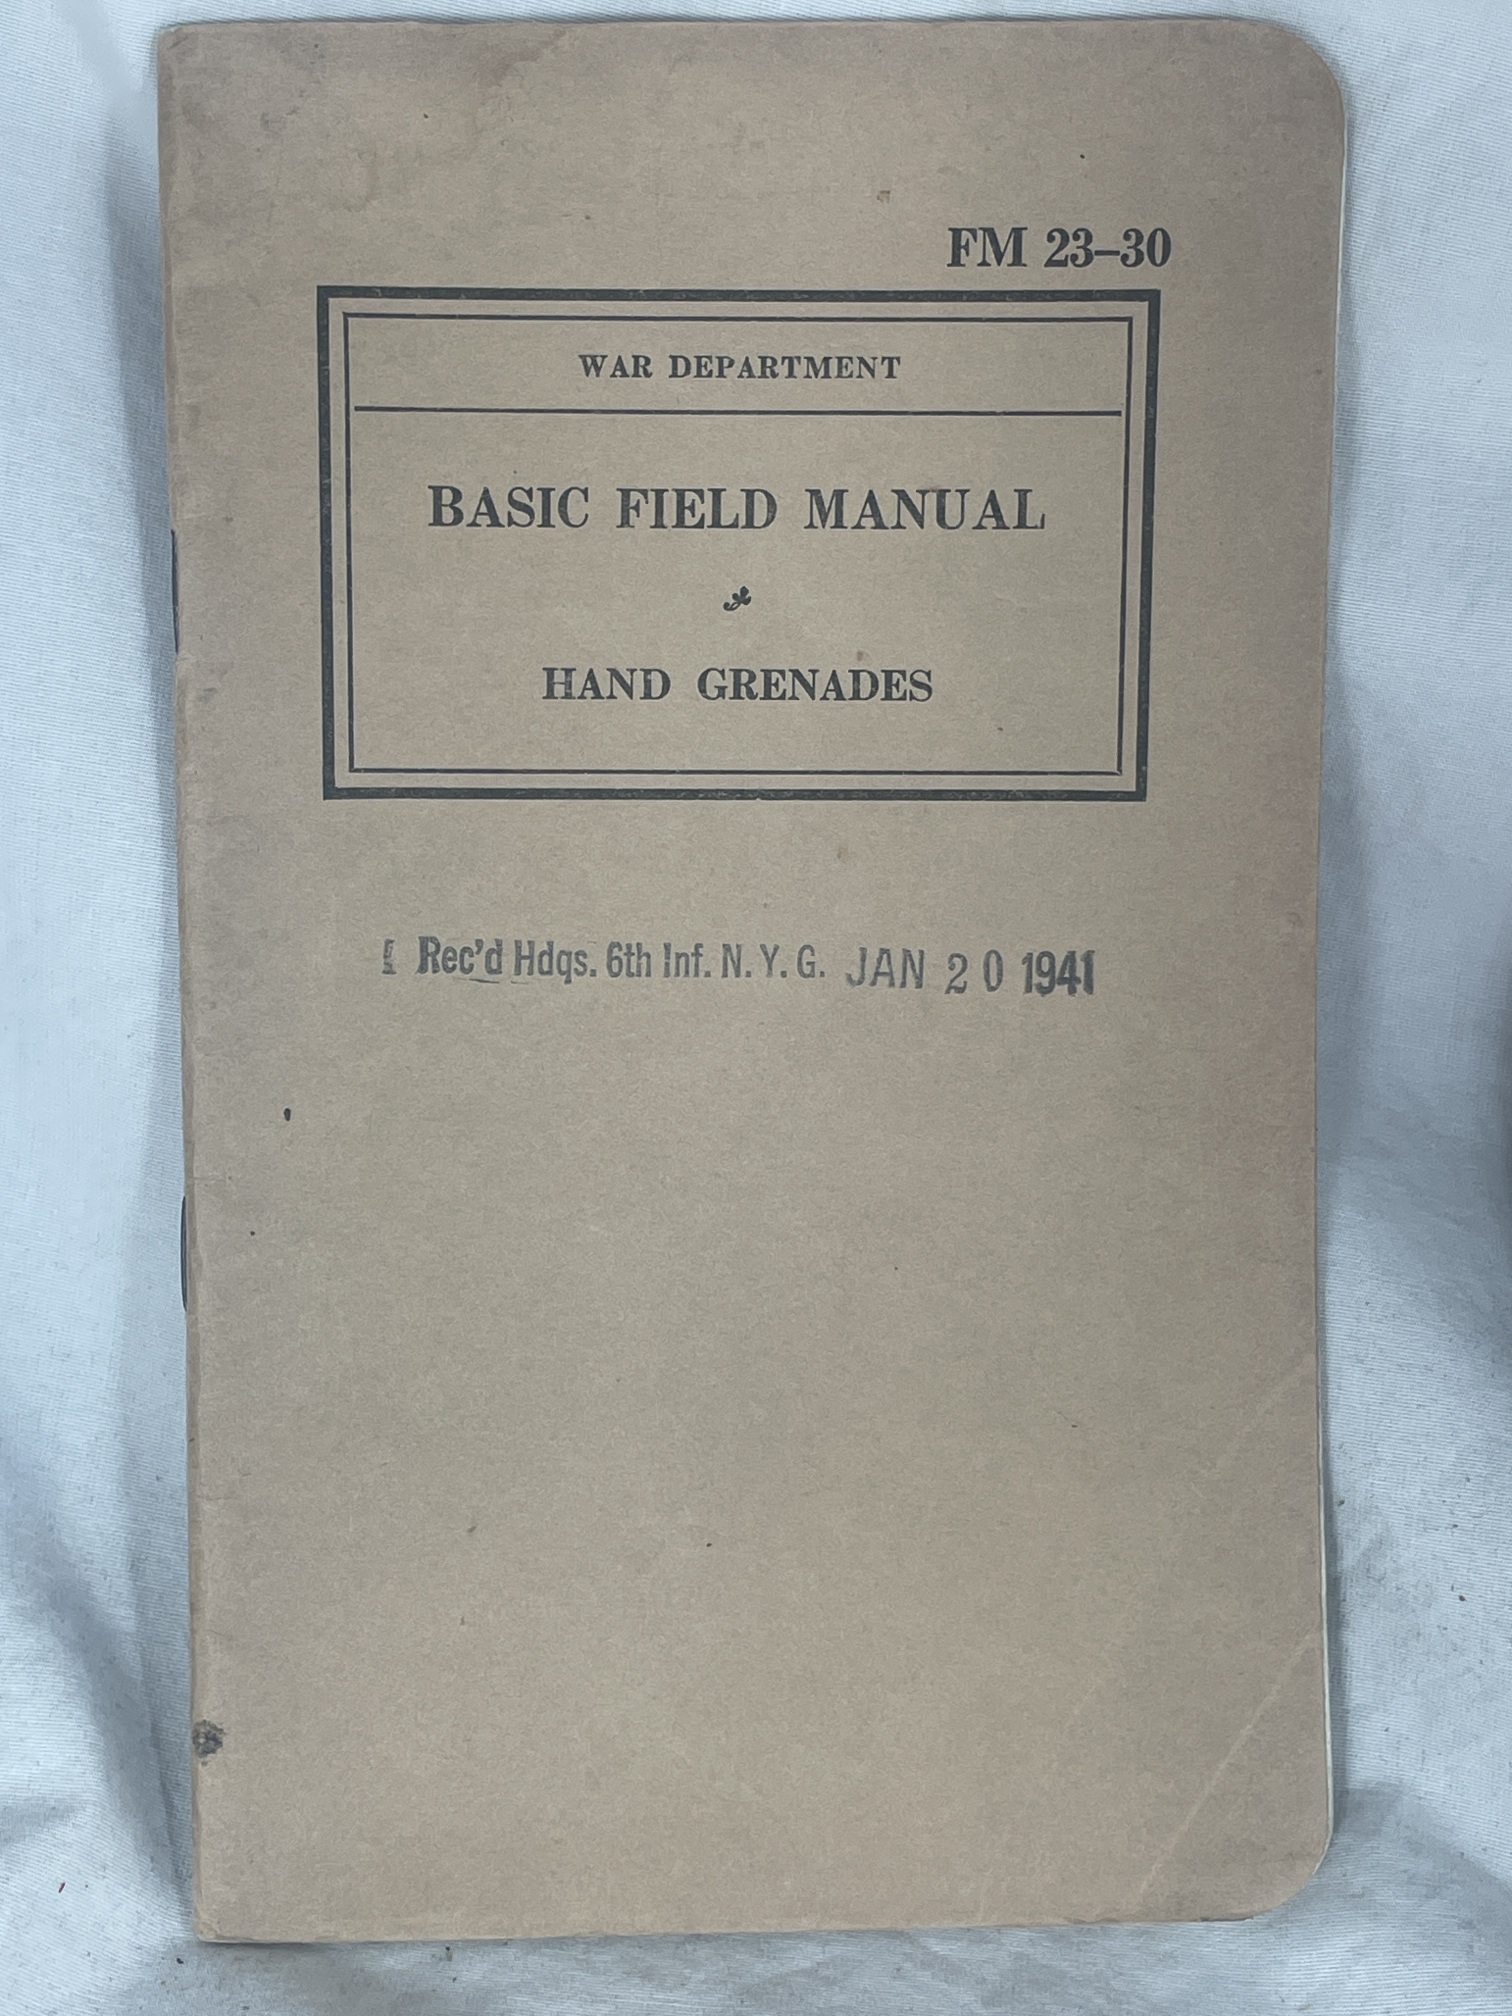 FM 23–30
WAR DEPARTMENT
BASIC FIELD MANUAL
HAND GRENADES
Rec'd Hdqs. 6th Inf. N. Y. G. JAN 20 1941